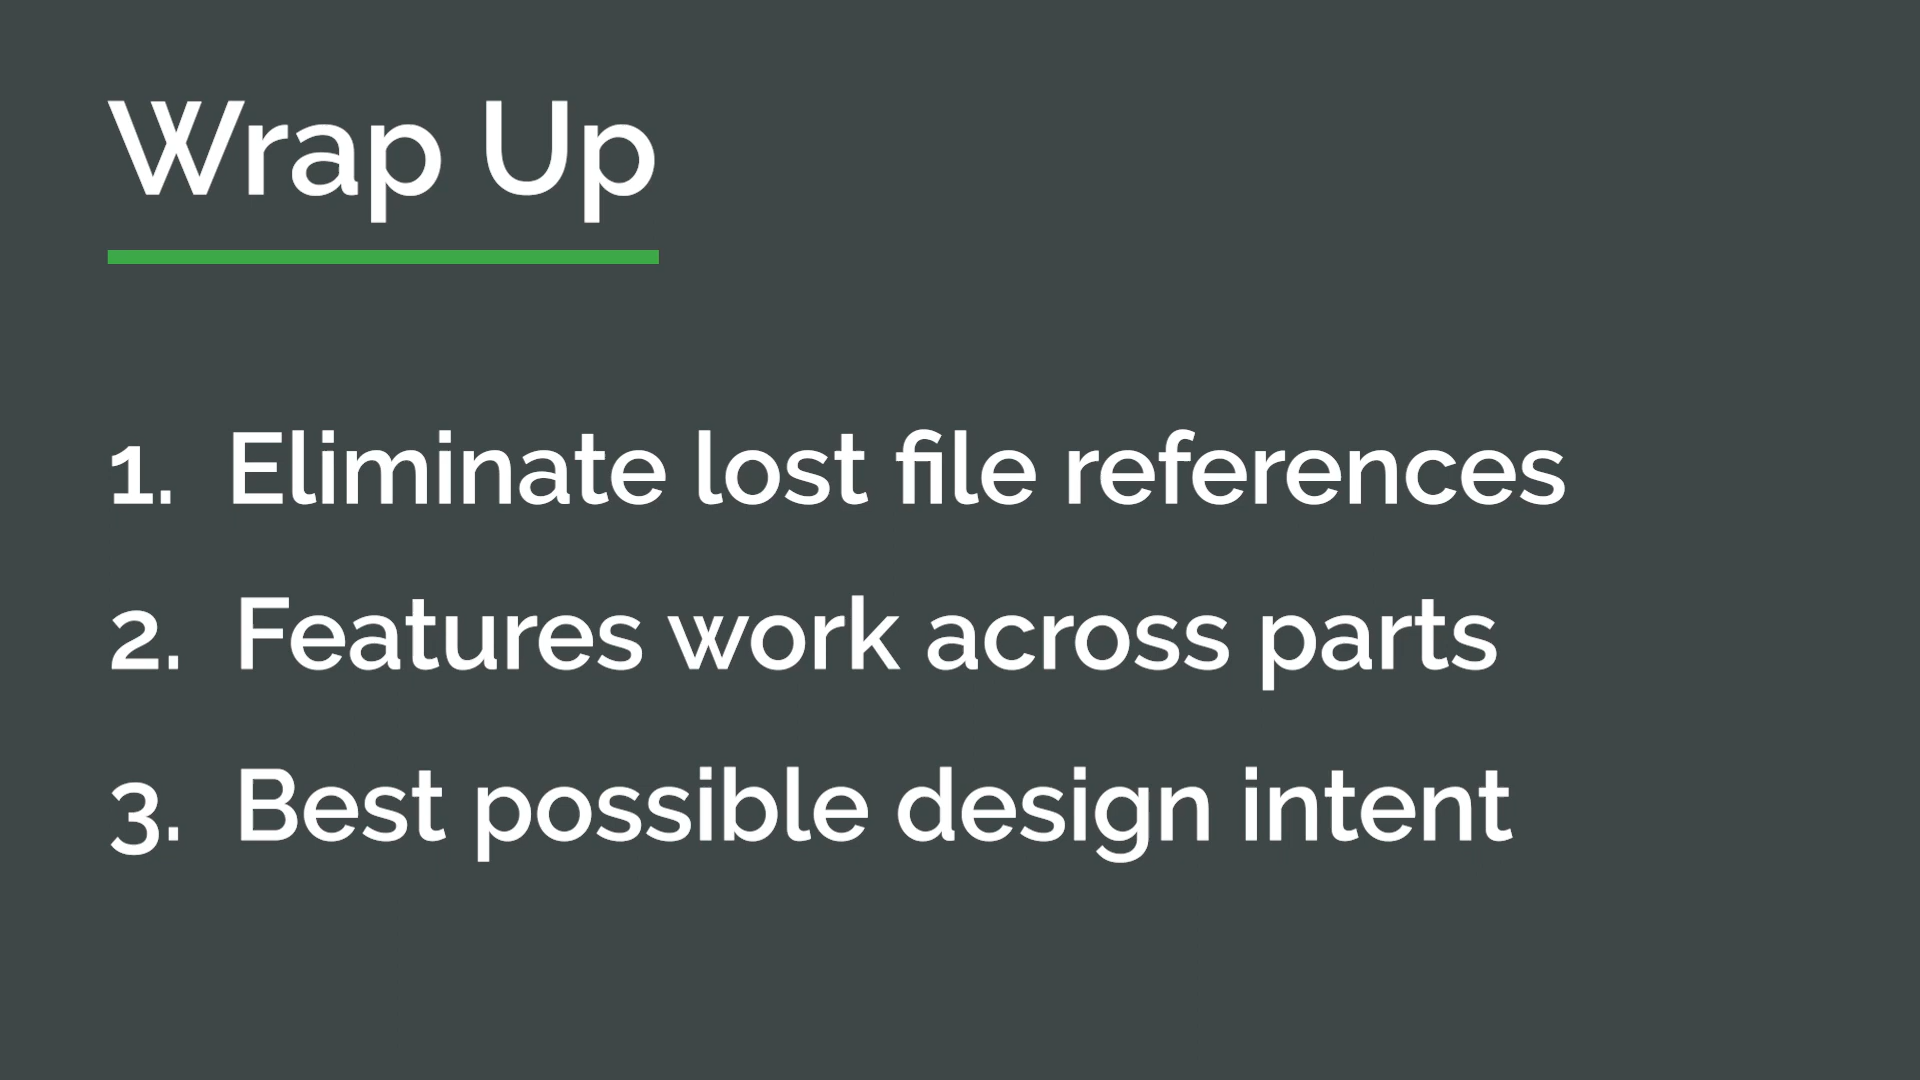 Wrap Up
1. Eliminate lost file references
2. Features work across parts
3. Best possible design intent